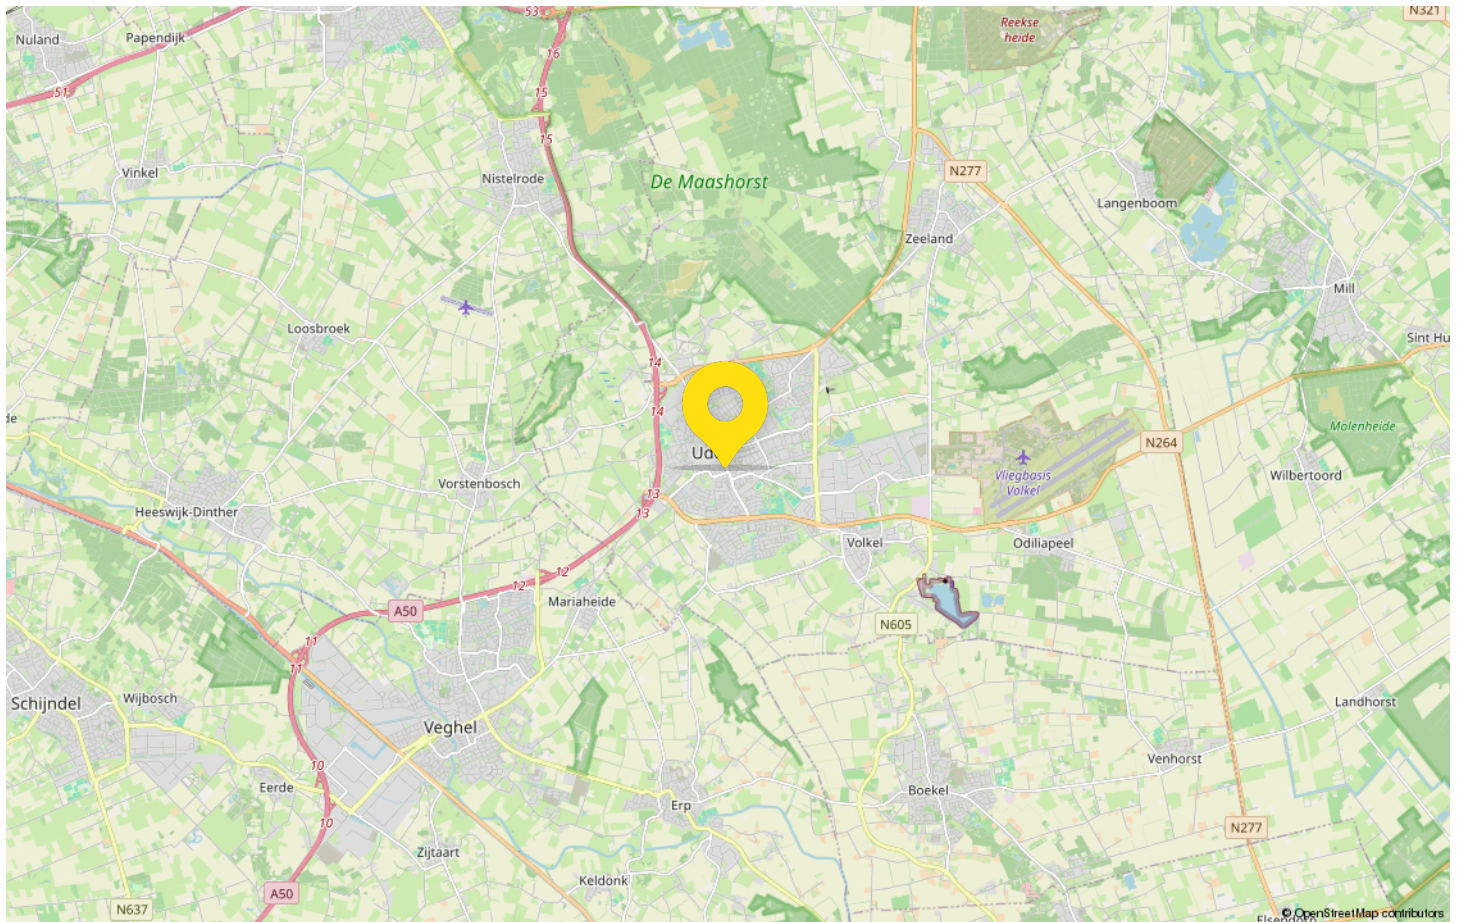 53
N321
Nuland
Papendijk
16
Reekse
heide
51
15
15
Vinkel
Nistelrode
De Maashorst
N277
Langenboom
Zeeland
Mill
Loosbroek
Sint Hu
14
14
de
Molenheide
N264
Ud
Vliegbasis
Volkel
Wilbertoord
Vorstenbosch
13
13
Heeswijk-Dinther
Volkel
Odiliapeel
12
12
Mariaheide
A50
N605
11
11
Schijndel
Wijbosch
Landhorst
Veghel
Venhorst
10
Eerde
Boekel
Erp
10
N277
Zijtaart
Keldonk
A50
N637
© OpenStreetMap contributors